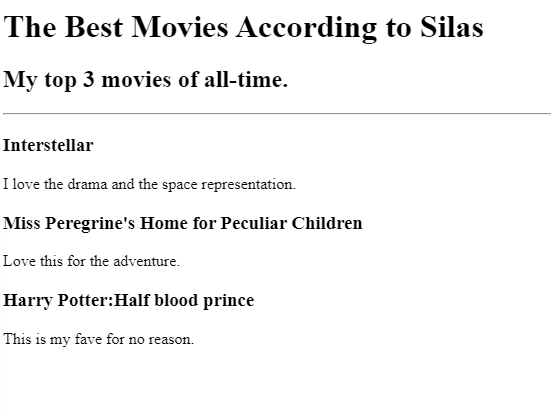 The Best Movies According to Silas
My top 3 movies of all-time.
Interstellar
I love the drama and the space representation.
Miss Peregrine's Home for Peculiar Children
Love this for the adventure.
Harry Potter:Half blood prince
This is my fave for no reason.